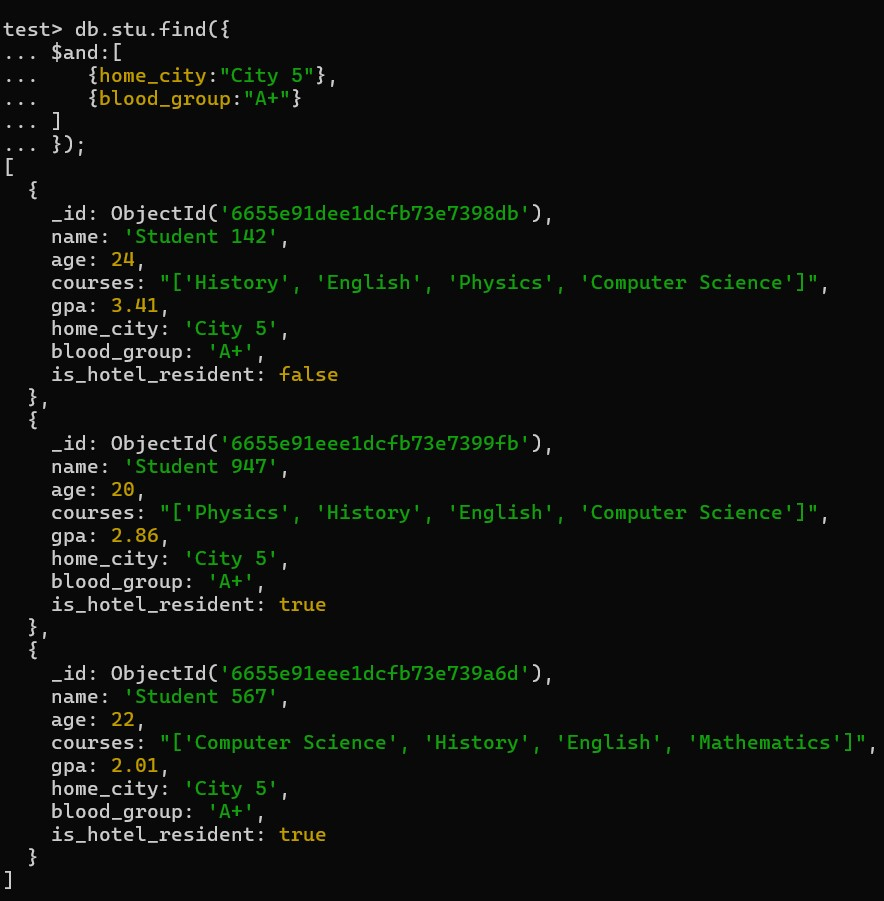 test> db.stu.find({
... $and:[
...    {home_city:"City 5"},
...    {blood_group:"A+"}
... ]
... });
[
  {
    _id: ObjectId('6655e91dee1dcfb73e7398db'),
    name: 'Student 142',
    age: 24,
    courses: "['History', 'English', 'Physics', 'Computer Science']",
    gpa: 3.41,
    home_city: 'City 5',
    blood_group: 'A+',
    is_hotel_resident: false
  },
  {
    _id: ObjectId('6655e91eee1dcfb73e7399fb'),
    name: 'Student 947',
    age: 20,
    courses: "['Physics', 'History', 'English', 'Computer Science']",
    gpa: 2.86,
    home_city: 'City 5',
    blood_group: 'A+',
    is_hotel_resident: true
  },
  {
    _id: ObjectId('6655e91eee1dcfb73e739a6d'),
    name: 'Student 567',
    age: 22,
    courses: "['Computer Science', 'History', 'English', 'Mathematics']",
    gpa: 2.01,
    home_city: 'City 5',
    blood_group: 'A+',
    is_hotel_resident: true
  }
]